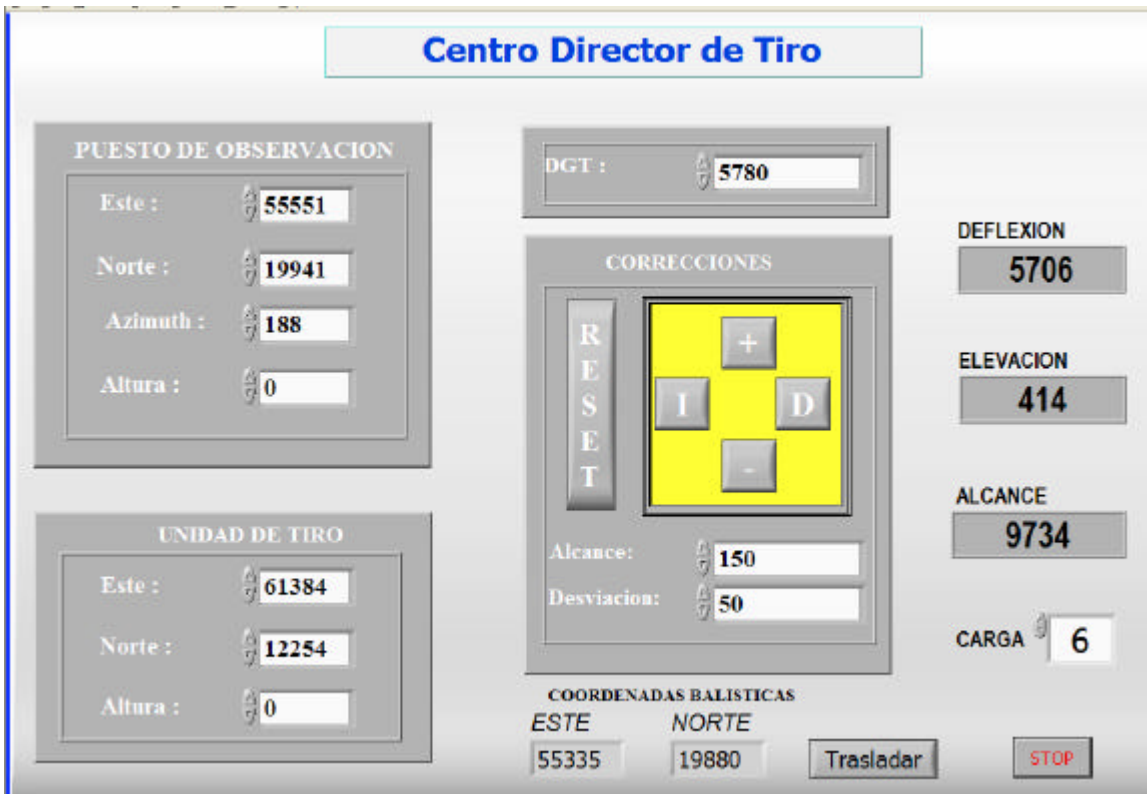 Centro Director de Tiro
PUESTO DE OBSERVACION
Este : 55551
Norte : 19941
Azimuth : 188
Altura : 0
UNIDAD DE TIRO
Este : 61384
Norte : 12254
Altura : 0
DGT : 5780
CORRECCIONES
RESET
+
I D
-
Alcance: 150
Desviacion: 50
COORDENADAS BALISTICAS
ESTE NORTE
55335 19880 Trasladar STOP
DEFLEXION
5706
ELEVACION
414
ALCANCE
9734
CARGA 6